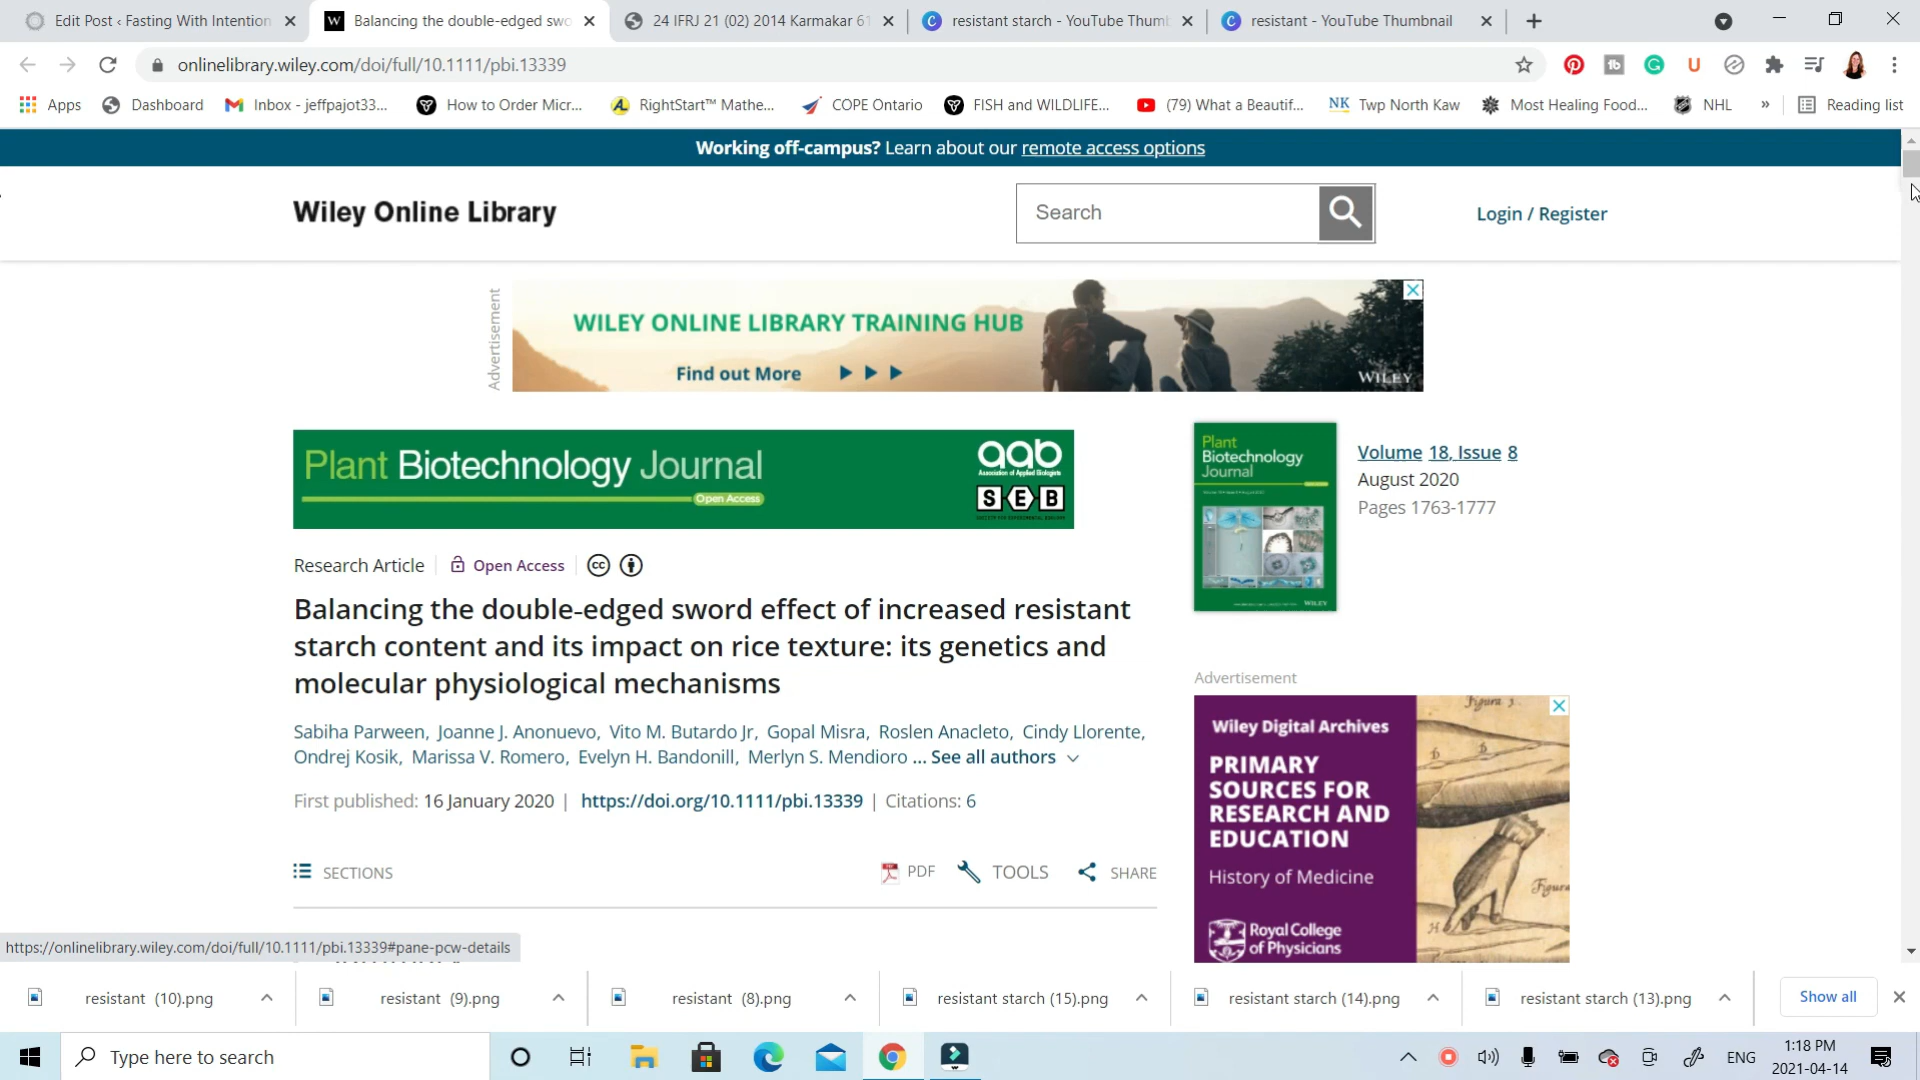 Edit Post ‹ Fasting With Intention
Balancing the double-edged swo
24 IFRJ 21 (02) 2014 Karmakar 61
resistant starch - YouTube Thumb
resistant - YouTube Thumbnail
onlinelibrary.wiley.com/doi/full/10.1111/pbi.13339
Apps
Dashboard
Inbox - jeffpajot33...
How to Order Micr...
RightStart™ Mathe...
COPE Ontario
FISH and WILDLIFE...
(79) What a Beautif...
NK Twp North Kaw
Most Healing Food...
NHL
»
Reading list
Working off-campus? Learn about our remote access options
Wiley Online Library
Search
Login / Register
Advertisement
WILEY ONLINE LIBRARY TRAINING HUB
Find out More
WILEY
Plant Biotechnology Journal
Open Access
aab
Association of Applied Biologists
SEB
Plant
Biotechnology
Journal
WILEY
Volume 18, Issue 8
August 2020
Pages 1763-1777
Research Article
Open Access
cc
Balancing the double-edged sword effect of increased resistant
starch content and its impact on rice texture: its genetics and
molecular physiological mechanisms
Sabiha Parween, Joanne J. Anonuevo, Vito M. Butardo Jr, Gopal Misra, Roslen Anacleto, Cindy Llorente,
Ondrej Kosik, Marissa V. Romero, Evelyn H. Bandonill, Merlyn S. Mendioro ... See all authors
First published: 16 January 2020 | https://doi.org/10.1111/pbi.13339 | Citations: 6
SECTIONS
PDF
TOOLS
SHARE
Advertisement
Wiley Digital Archives
PRIMARY
SOURCES FOR
RESEARCH AND
EDUCATION
History of Medicine
Royal College
of Physicians
Figura 3
Figura
https://onlinelibrary.wiley.com/doi/full/10.1111/pbi.13339#pane-pcw-details
resistant (10).png
resistant (9).png
resistant (8).png
resistant starch (15).png
resistant starch (14).png
resistant starch (13).png
Show all
Type here to search
ENG
1:18 PM
2021-04-14